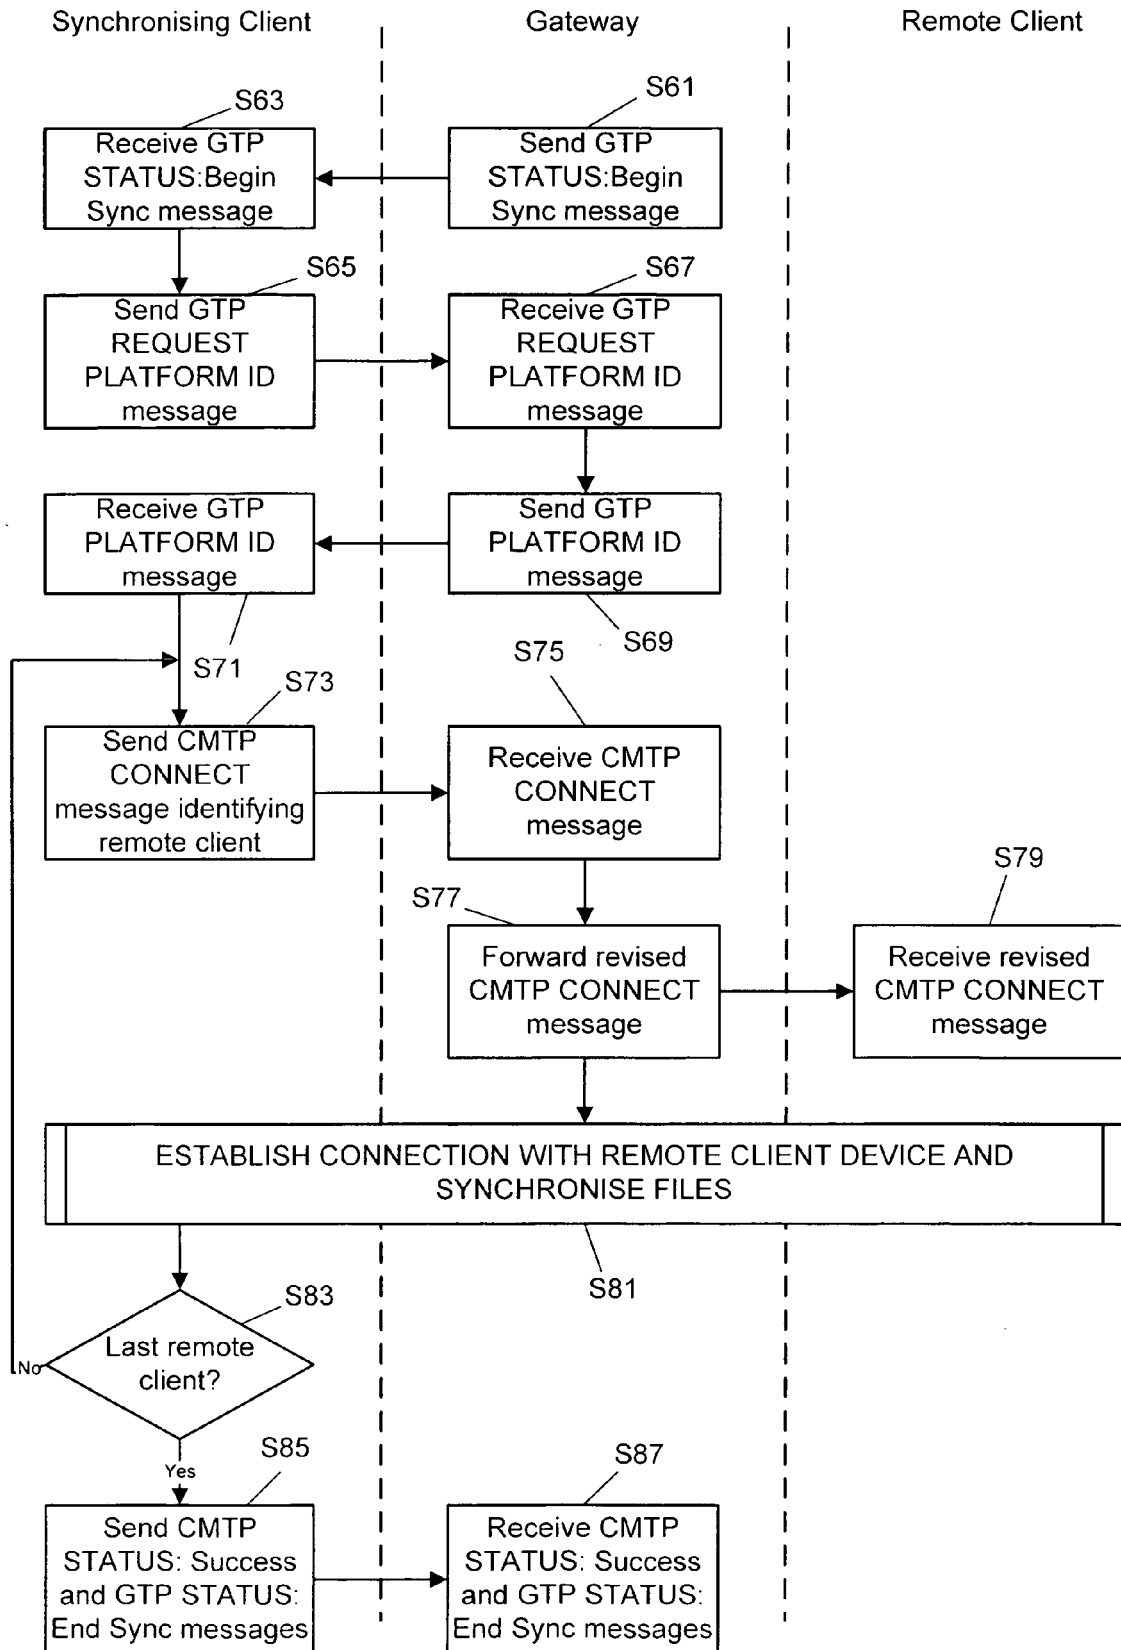 Synchronising Client
Gateway
Remote Client
S63
S61
Receive GTP
STATUS:Begin
Sync message
Send GTP
STATUS:Begin
Sync message
S65
S67
Send GTP
REQUEST
PLATFORM ID
message
Receive GTP
REQUEST
PLATFORM ID
message
Receive GTP
PLATFORM ID
message
Send GTP
PLATFORM ID
message
S71
S69
S73
S75
Send CMTP
CONNECT
message identifying
remote client
Receive CMTP
CONNECT
message
S77
S79
Forward revised
CMTP CONNECT
message
Receive revised
CMTP CONNECT
message
ESTABLISH CONNECTION WITH REMOTE CLIENT DEVICE AND
SYNCHRONISE FILES
S81
S83
Last remote
client?
No
Yes
S85
S87
Send CMTP
STATUS: Success
and GTP STATUS:
End Sync messages
Receive CMTP
STATUS: Success
and GTP STATUS:
End Sync messages